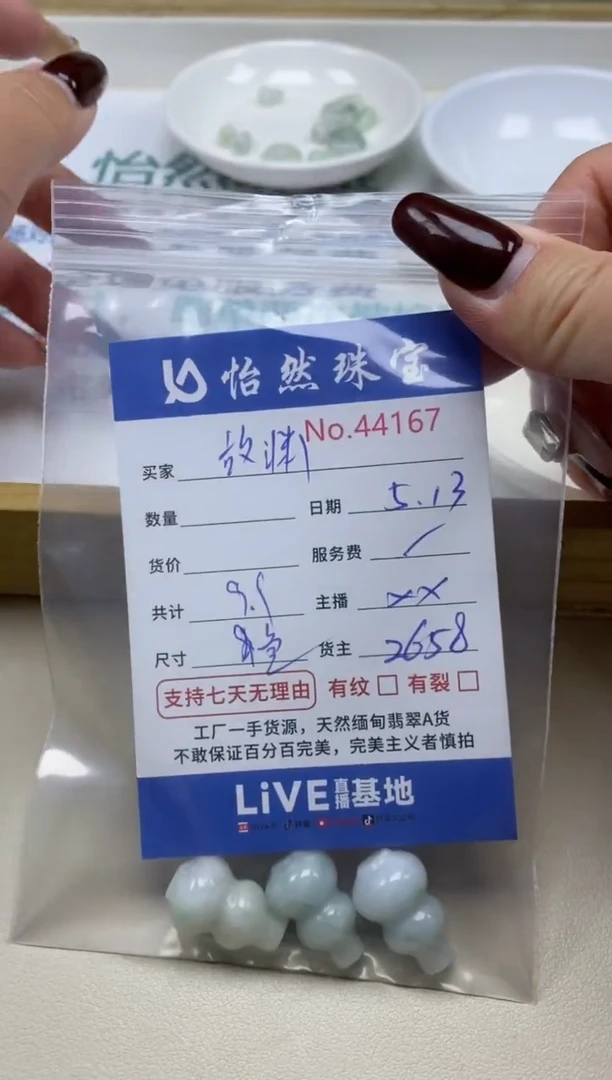 怡然珠宝
No.44167
买家
数量 日期 5.13
货价 服务费 /
共计 9.9 主播 xx
尺寸 货主 2658
支持七天无理由 有纹 □ 有裂 □
工厂一手货源，天然缅甸翡翠A货
不敢保证百分百完美，完美主义者慎拍
LiVE直播基地